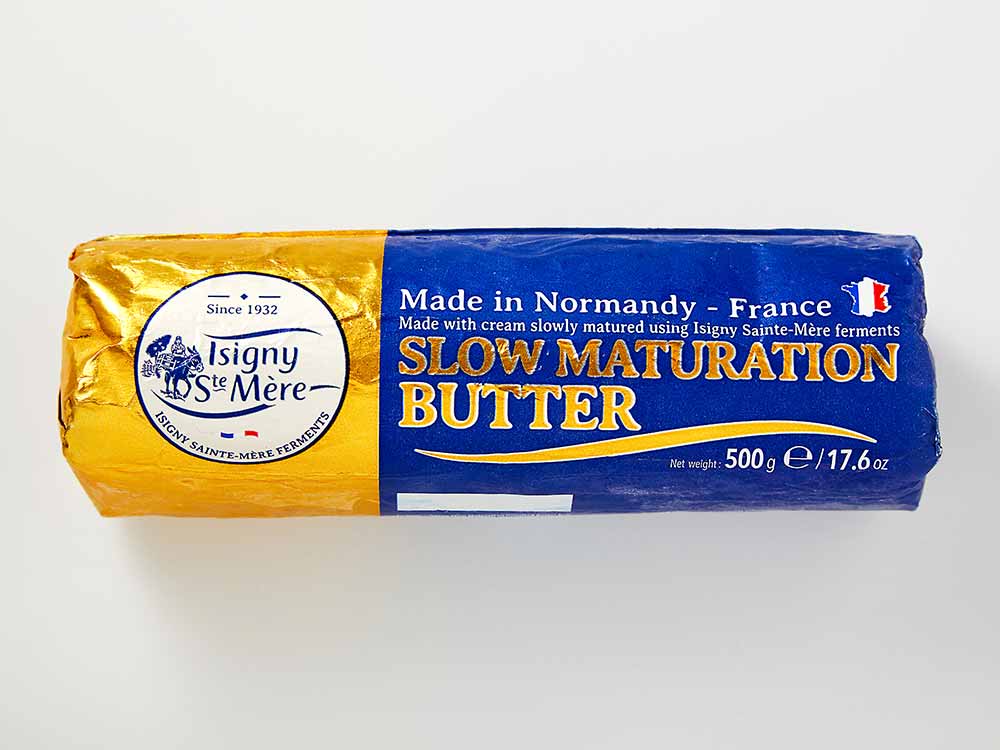 Since 1932
Isigny
Ste Mère
ISIGNY SAINTE-MÈRE FERMENTS
Made in Normandy - France
Made with cream slowly matured using Isigny Sainte-Mère ferments
SLOW MATURATION
BUTTER
Net weight: 500 g ℮/17.6 oz